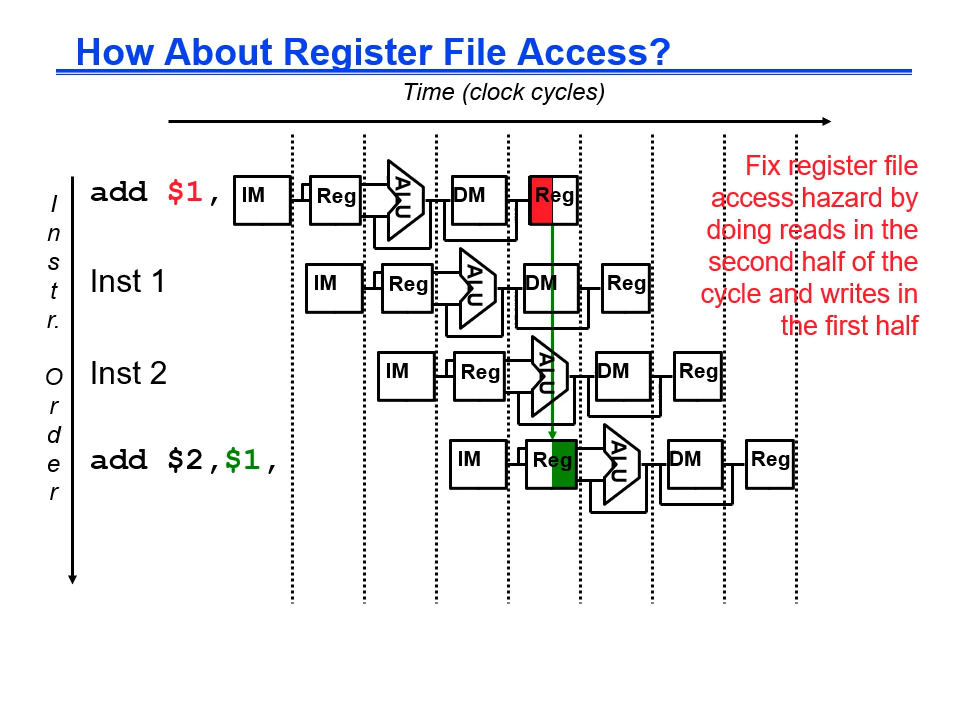 How About Register File Access?
Time (clock cycles)
Fix register file
access hazard by
doing reads in the
second half of the
cycle and writes in
the first half
Instr. Order
add $1, IM Reg ALU DM Reg
Inst 1 IM Reg ALU DM Reg
Inst 2 IM Reg ALU DM Reg
add $2,$1, IM Reg ALU DM Reg